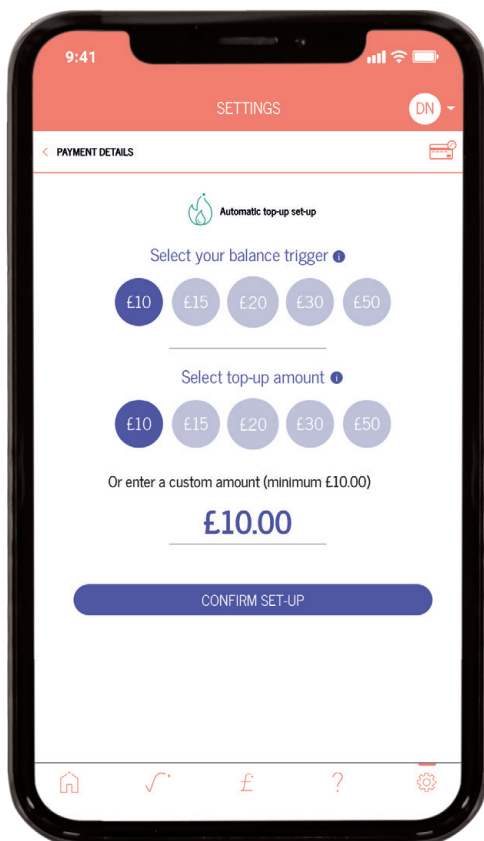 9:41
SETTINGS
DN
< PAYMENT DETAILS
Automatic top-up set-up
Select your balance trigger i
£10 £15 £20 £30 £50
Select top-up amount i
£10 £15 £20 £30 £50
Or enter a custom amount (minimum £10.00)
£10.00
CONFIRM SET-UP
£ ?